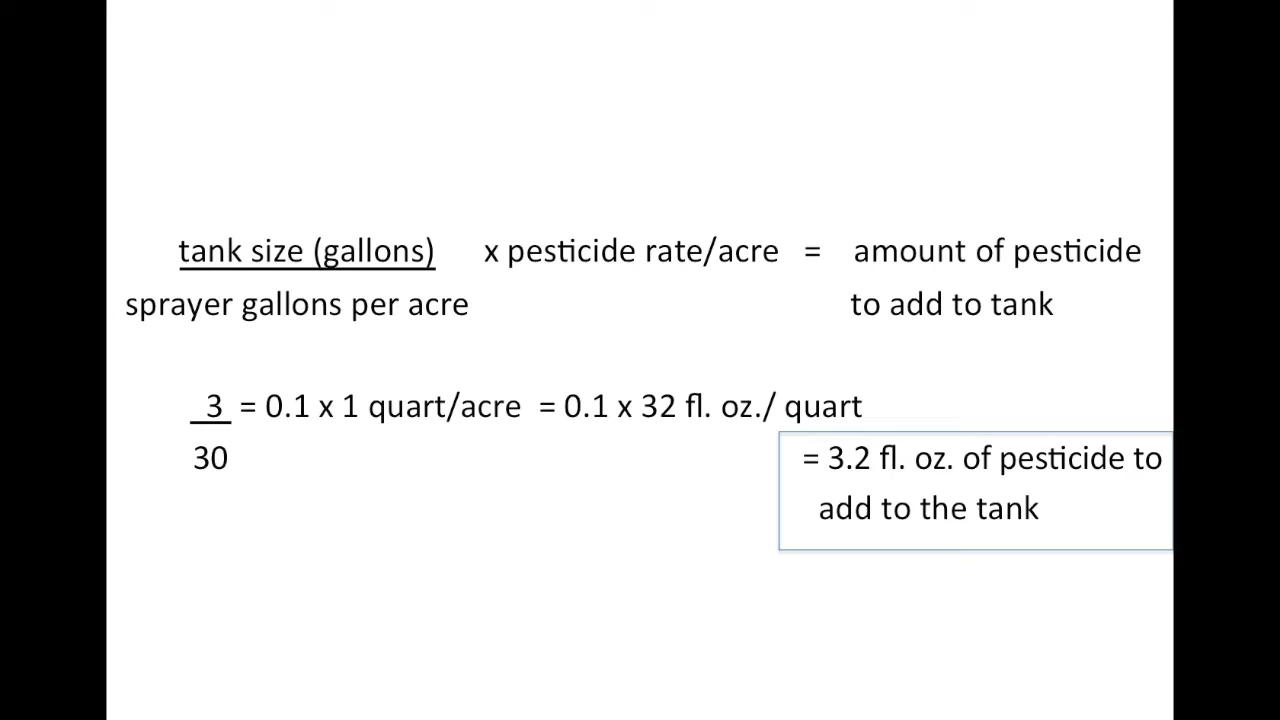 tank size (gallons) x pesticide rate/acre = amount of pesticide
sprayer gallons per acre to add to tank
3 = 0.1 x 1 quart/acre = 0.1 x 32 fl. oz./ quart
30 = 3.2 fl. oz. of pesticide to
add to the tank